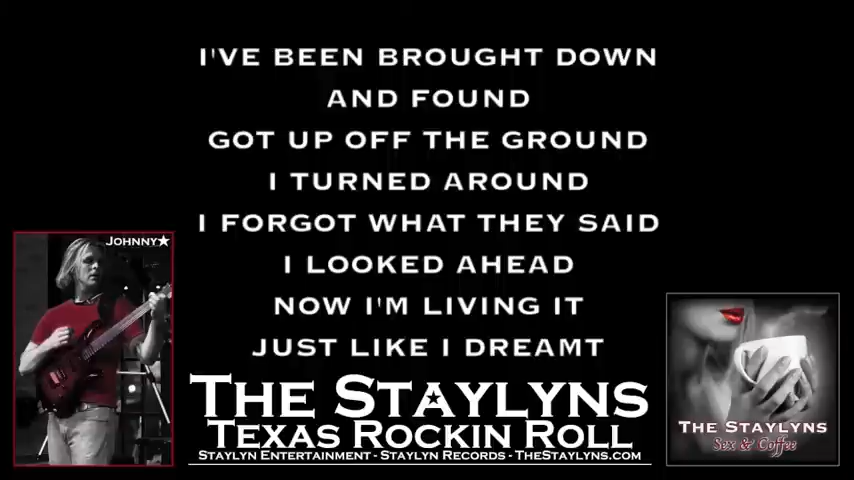 I'VE BEEN BROUGHT DOWN
AND FOUND
GOT UP OFF THE GROUND
I TURNED AROUND
I FORGOT WHAT THEY SAID
I LOOKED AHEAD
NOW I'M LIVING IT
JUST LIKE I DREAMT
JOHNNY★
THE STAYLYNS
TEXAS ROCKIN ROLL
STAYLYN ENTERTAINMENT - STAYLYN RECORDS - THESTAYLYNS.COM
THE STAYLYNS
Sex & Coffee